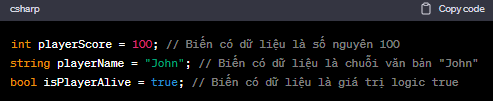 csharp Copy code
int playerScore = 100; // Biến có dữ liệu là số nguyên 100
string playerName = "John"; // Biến có dữ liệu là chuỗi văn bản "John"
bool isPlayerAlive = true; // Biến có dữ liệu là giá trị logic true